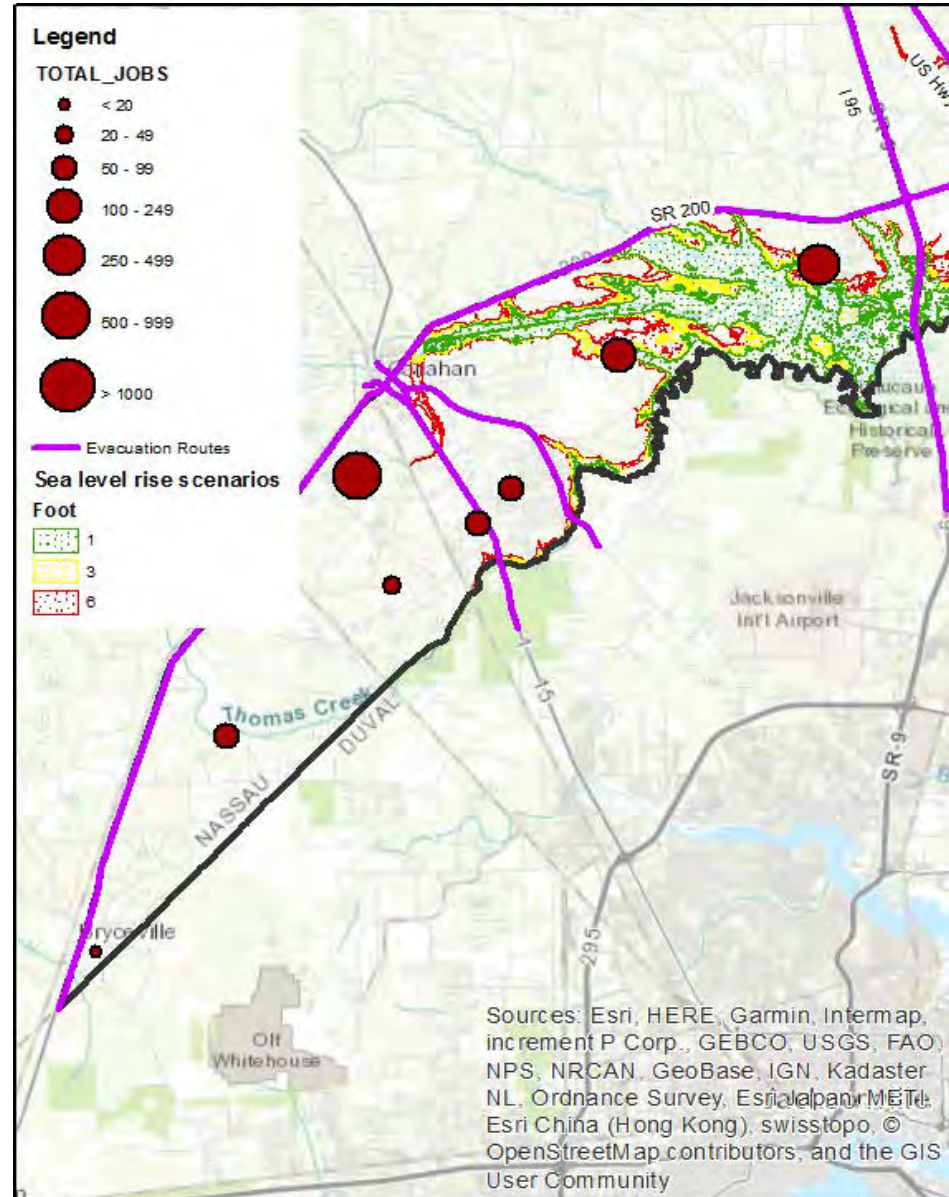 Legend
TOTAL_JOBS
< 20
20 - 49
50 - 99
100 - 249
250 - 499
500 - 999
> 1000
Evacuation Routes
Sea level rise scenarios
Foot
1
3
6
US Hwy
I 95
SR 200
Ecological and
Historical
Preserve
Jacksonville
Int'l Airport
1
15
Thomas Creek
NASSAU
DUVAL
SR-9
295
Olf
Whitehouse
Sources: Esri, HERE, Garmin, Intermap,
increment P Corp., GEBCO, USGS, FAO,
NPS, NRCAN, GeoBase, IGN, Kadaster
NL, Ordnance Survey, Esri Japan, METI,
Esri China (Hong Kong), swisstopo, ©
OpenStreetMap contributors, and the GIS
User Community